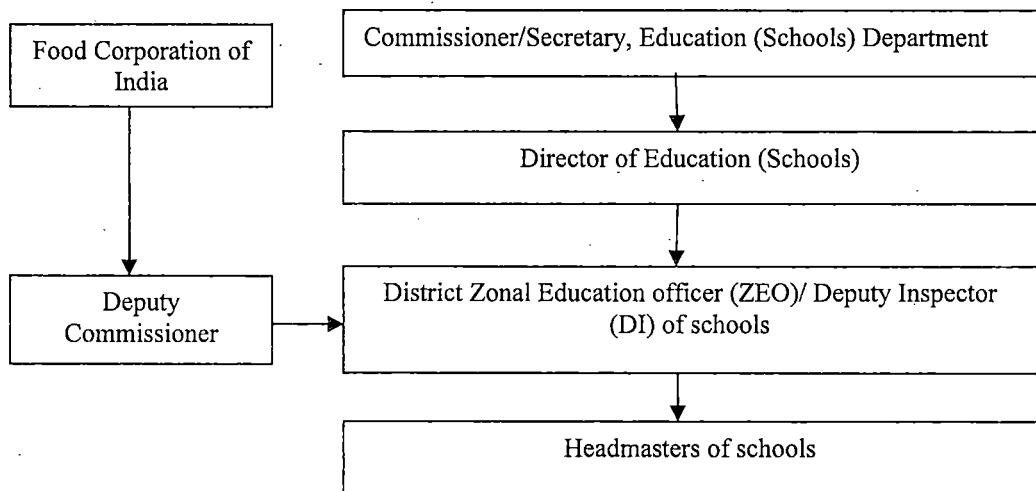 Food Corporation of
India
Commissioner/Secretary, Education (Schools) Department
Director of Education (Schools)
Deputy
Commissioner
District Zonal Education officer (ZEO)/ Deputy Inspector
(DI) of schools
Headmasters of schools